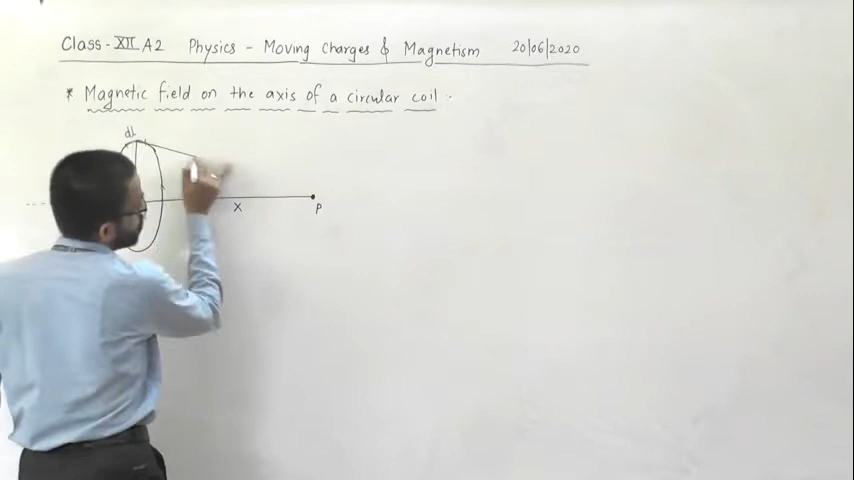 Class - XII A2 Physics - Moving Charges & Magnetism 20/06/2020
* Magnetic field on the axis of a circular coil :-
dl
x
P